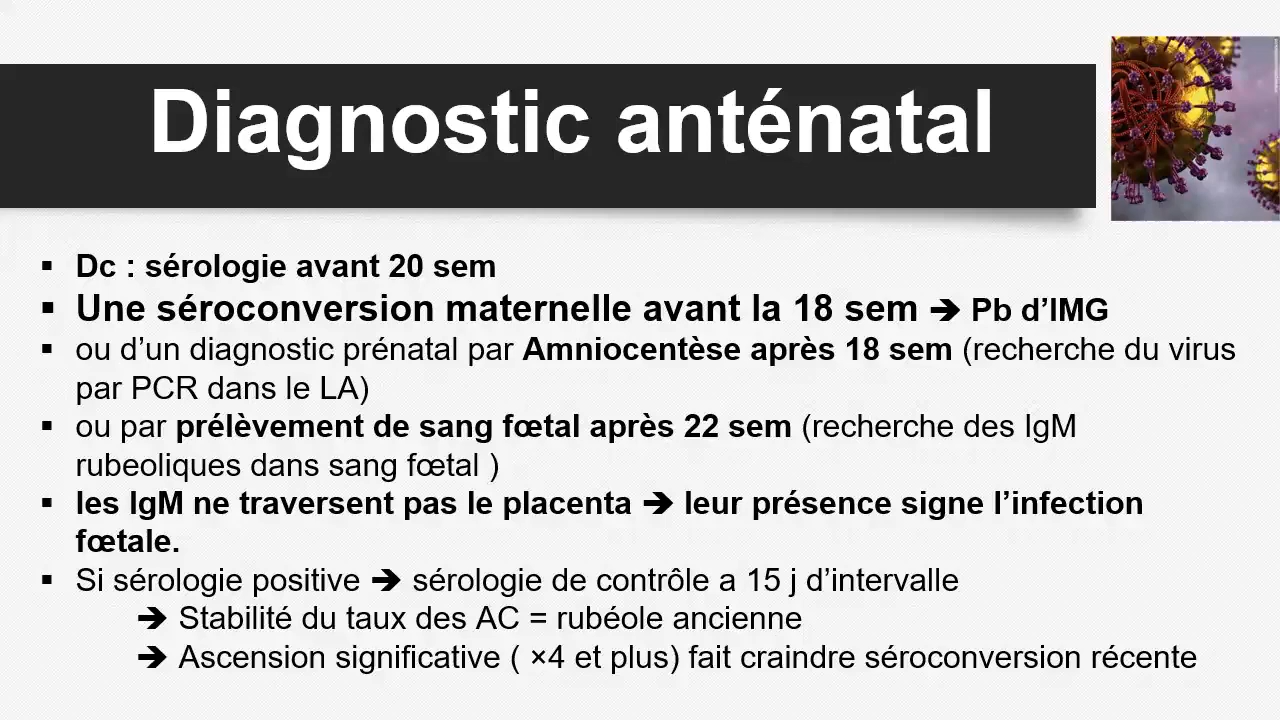 Diagnostic anténatal
▪ Dc : sérologie avant 20 sem
▪ Une séroconversion maternelle avant la 18 sem ➔ Pb d’IMG
▪ ou d’un diagnostic prénatal par Amniocentèse après 18 sem (recherche du virus
par PCR dans le LA)
▪ ou par prélèvement de sang fœtal après 22 sem (recherche des IgM
rubeoliques dans sang fœtal )
▪ les IgM ne traversent pas le placenta ➔ leur présence signe l’infection
fœtale.
▪ Si sérologie positive ➔ sérologie de contrôle a 15 j d’intervalle
➔ Stabilité du taux des AC = rubéole ancienne
➔ Ascension significative ( ×4 et plus) fait craindre séroconversion récente